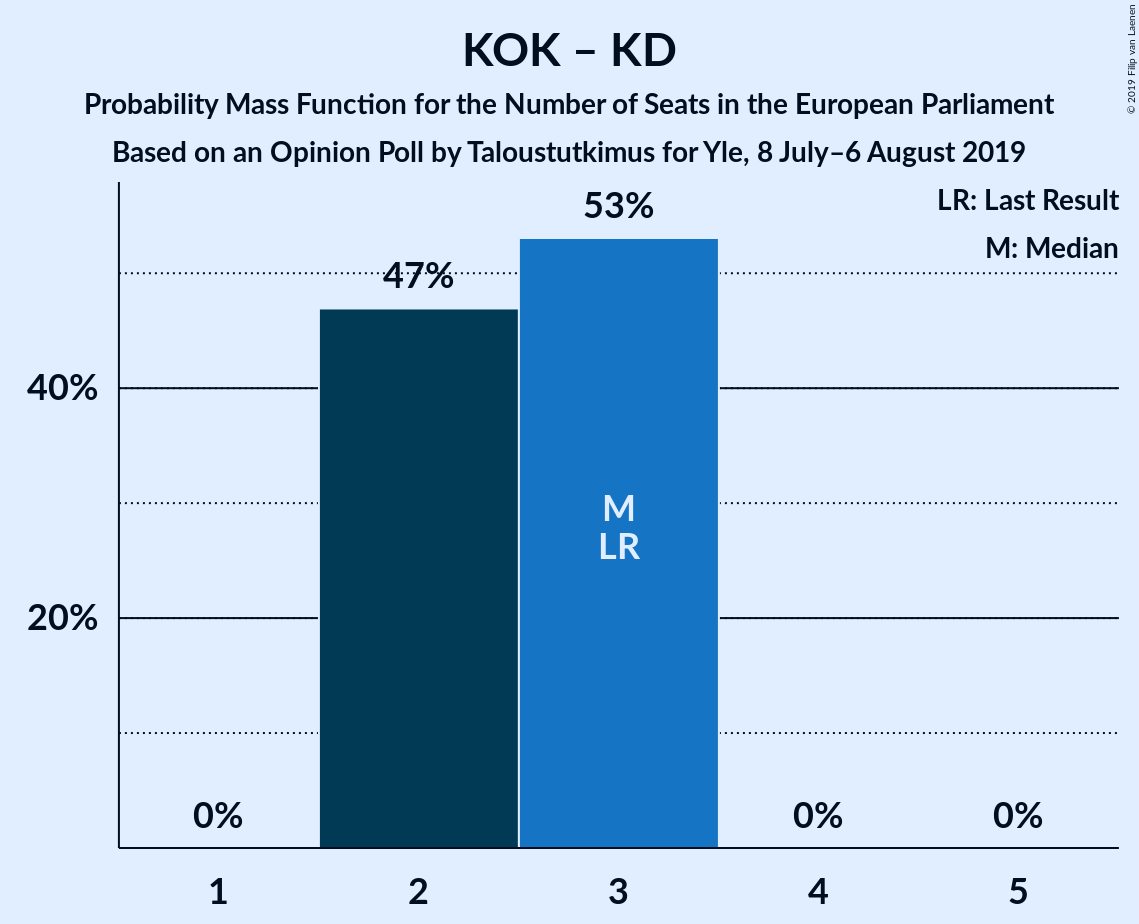 KOK – KD
Probability Mass Function for the Number of Seats in the European Parliament
Based on an Opinion Poll by Taloustutkimus for Yle, 8 July–6 August 2019
© 2019 Filip van Laenen
LR: Last Result
M: Median
53%
47%
40%
M
LR
20%
0%
0%
0%
1
2
3
4
5